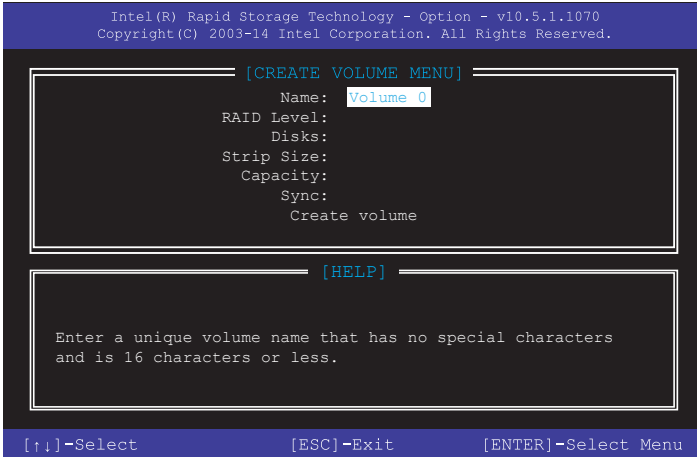 Intel(R) Rapid Storage Technology - Option - v10.5.1.1070
Copyright(C) 2003-14 Intel Corporation. All Rights Reserved.
[CREATE VOLUME MENU]
Name: Volume 0
RAID Level:
Disks:
Strip Size:
Capacity:
Sync:
Create volume
[HELP]
Enter a unique volume name that has no special characters
and is 16 characters or less.
[↑↓]-Select [ESC]-Exit [ENTER]-Select Menu